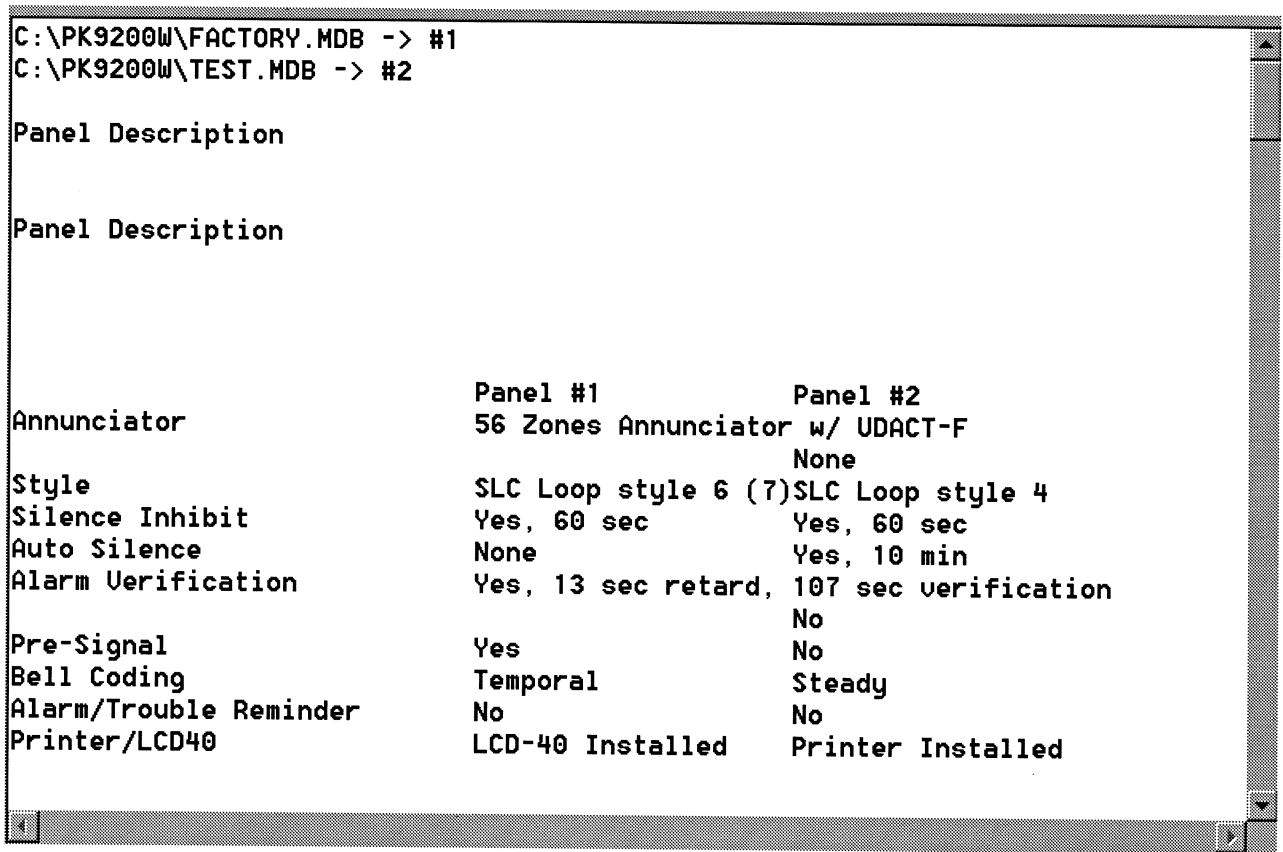 C:\PK9200W\FACTORY.MDB -> #1
C:\PK9200W\TEST.MDB -> #2
Panel Description
Panel Description
Panel #1 Panel #2
Annunciator 56 Zones Annunciator w/ UDACT-F
None
Style SLC Loop style 6 (7)SLC Loop style 4
Silence Inhibit Yes, 60 sec Yes, 60 sec
Auto Silence None Yes, 10 min
Alarm Verification Yes, 13 sec retard, 107 sec verification
No
Pre-Signal Yes No
Bell Coding Temporal Steady
Alarm/Trouble Reminder No No
Printer/LCD40 LCD-40 Installed Printer Installed